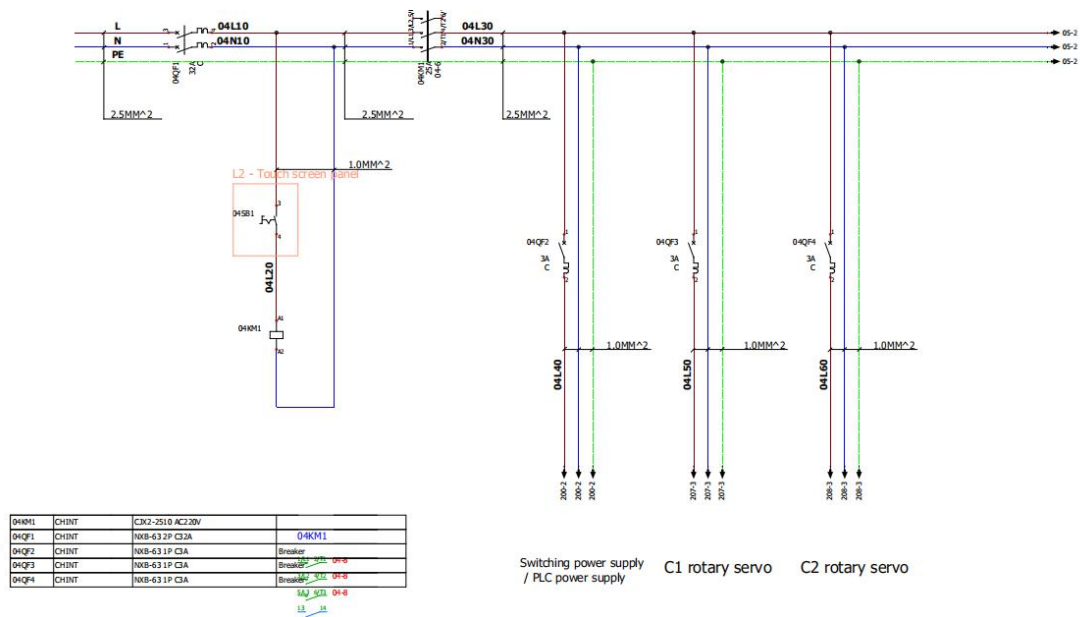 L
04L10
04L30
05-2
N
04N10
04N30
05-2
PE
05-2
04QF1
32A
C
04KM1
25A
04-6
2.5MM^2
2.5MM^2
2.5MM^2
1.0MM^2
L2 - Touch screen panel
3
04SB1
4
04L20
A1
04KM1
A2
1
04QF2
3A
C
2
1
04QF3
3A
C
2
1
04QF4
3A
C
2
1.0MM^2
1.0MM^2
1.0MM^2
04L40
04L50
04L60
200-2
200-2
200-2
207-3
207-3
207-3
208-3
208-3
208-3
04KM1 CHINT CJX2-2510 AC220V
04QF1 CHINT NXB-63 2P C32A
04QF2 CHINT NXB-63 1P C3A Breaker
04QF3 CHINT NXB-63 1P C3A Breaker
04QF4 CHINT NXB-63 1P C3A Breaker
04KM1
04-8
04-8
04-8
13 14
Switching power supply
/ PLC power supply
C1 rotary servo
C2 rotary servo